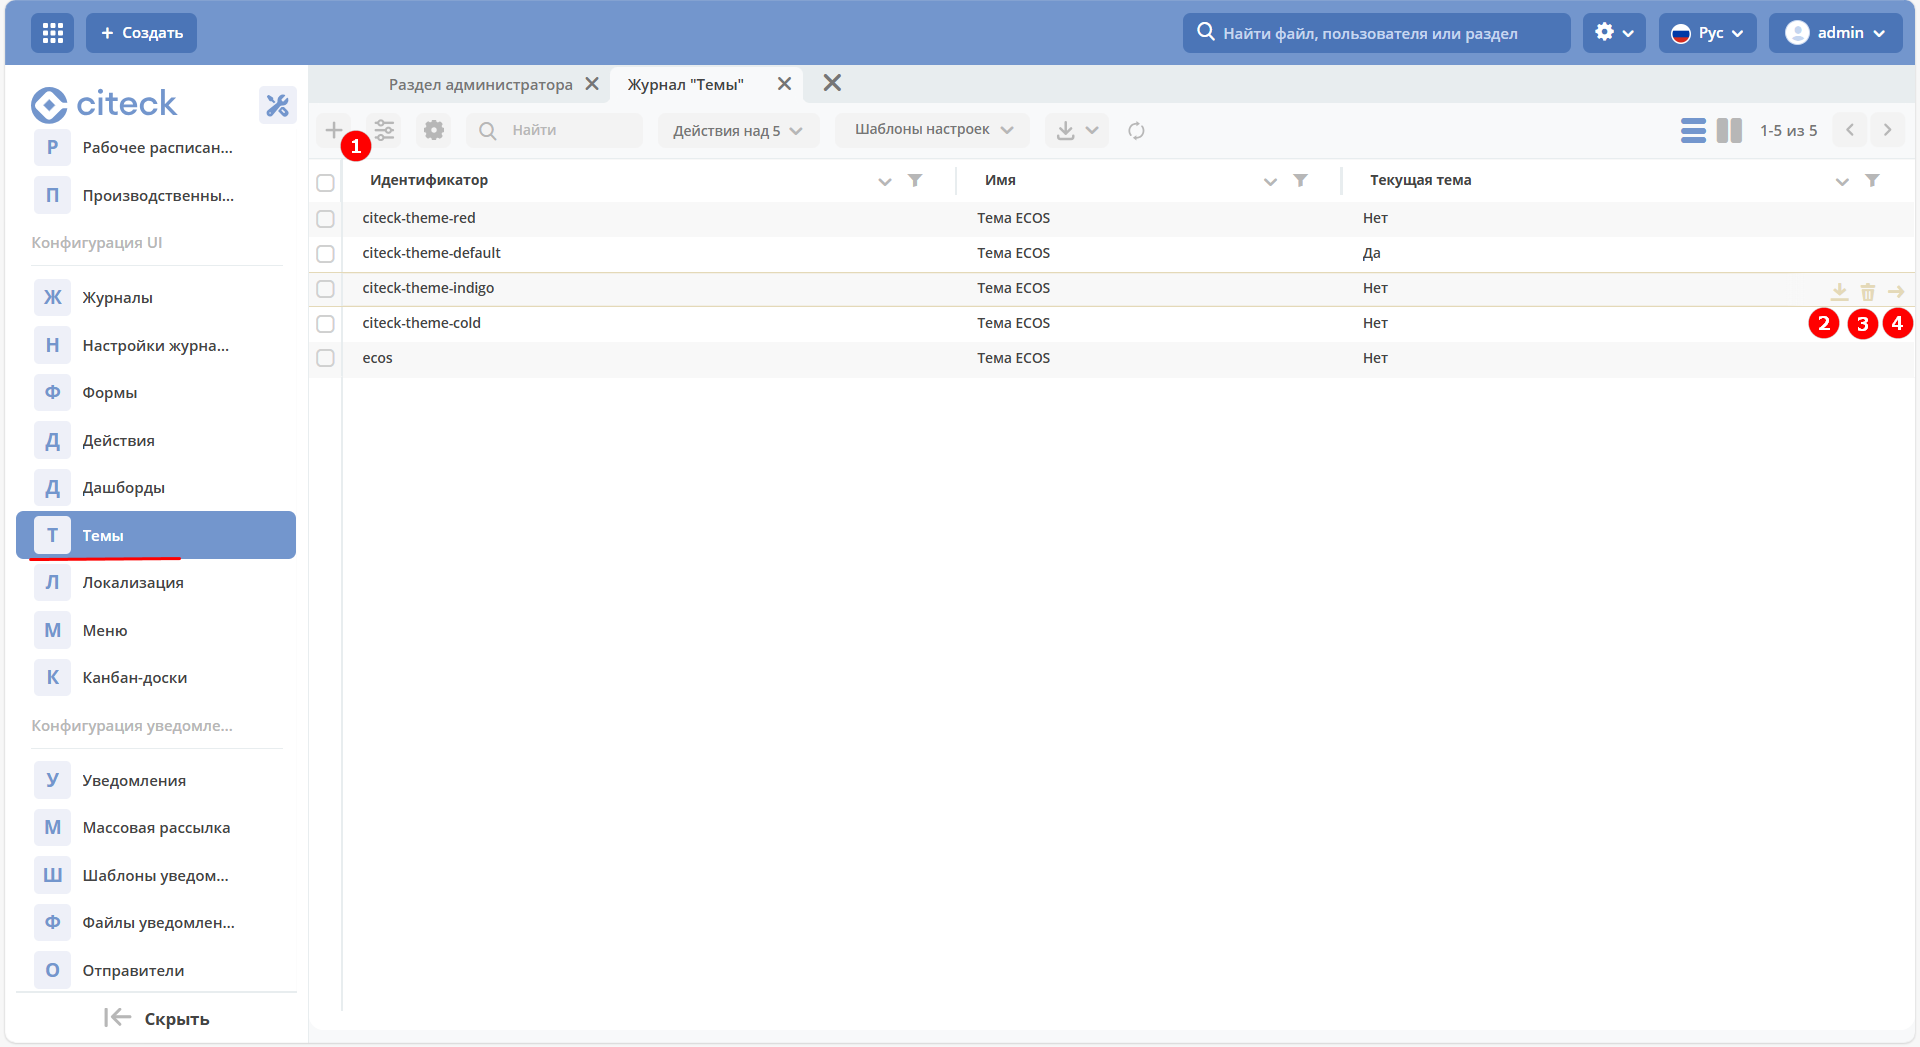 + Создать
Найти файл, пользователя или раздел
Рус
admin
citeck
Р Рабочее расписан...
П Производственны...
Конфигурация UI
Ж Журналы
Н Настройки журна...
Ф Формы
Д Действия
Д Дашборды
Т Темы
Л Локализация
М Меню
К Канбан-доски
Конфигурация уведомле...
У Уведомления
М Массовая рассылка
Ш Шаблоны уведом...
Ф Файлы уведомлен...
О Отправители
Скрыть
Раздел администратора
Журнал "Темы"
1
Найти
Действия над 5
Шаблоны настроек
1-5 из 5
Идентификатор Имя Текущая тема
citeck-theme-red Тема ECOS Нет
citeck-theme-default Тема ECOS Да
citeck-theme-indigo Тема ECOS Нет
citeck-theme-cold Тема ECOS Нет
2 3 4
ecos Тема ECOS Нет